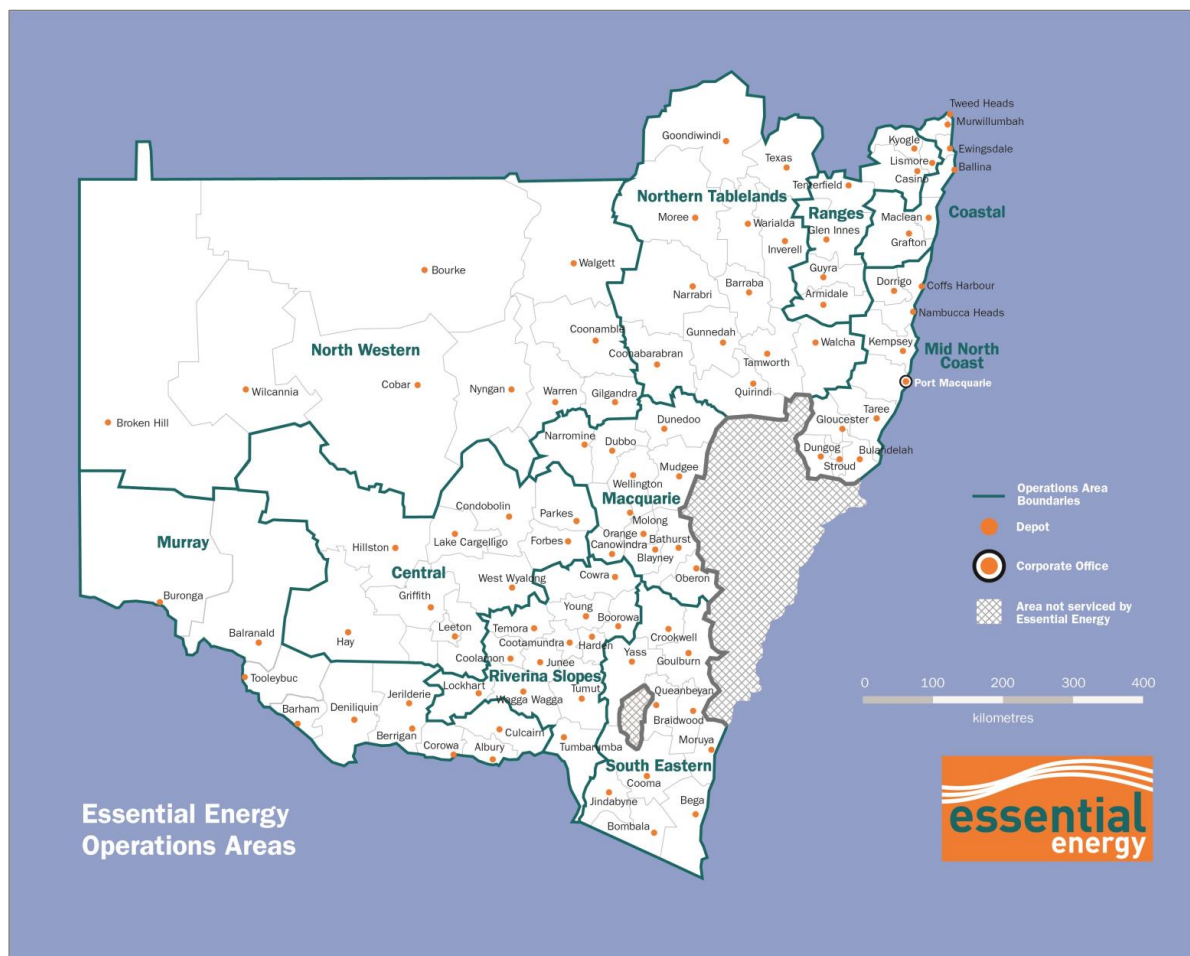 Tweed Heads
Murwillumbah
Goondiwindi
Kyogle
Ewingsdale
Texas
Lismore
Ballina
Casino
Tenterfield
Northern Tablelands
Ranges
Coastal
Moree
Maclean
Warialda
Glen Innes
Grafton
Inverell
Walgett
Bourke
Guyra
Dorrigo
Coffs Harbour
Barraba
Narrabri
Armidale
Nambucca Heads
Coonamble
Gunnedah
Walcha
Kempsey
Mid North
Coast
North Western
Coonabarabran
Tamworth
Port Macquarie
Wilcannia
Cobar
Nyngan
Warren
Gilgandra
Quirindi
Broken Hill
Dunedoo
Taree
Gloucester
Narromine
Dubbo
Dungog
Bulandelah
Stroud
Mudgee
Wellington
Macquarie
Operations Area
Boundaries
Condobolin
Parkes
Molong
Depot
Murray
Lake Cargelligo
Forbes
Orange
Canowindra
Bathurst
Blayney
Hillston
Corporate Office
Central
West Wyalong
Cowra
Oberon
Buronga
Griffith
Young
Boorowa
Area not serviced by
Essential Energy
Balranald
Hay
Leeton
Temora
Cootamundra
Harden
Crookwell
Coolamon
Junee
Yass
Goulburn
Tooleybuc
Lockhart
Riverina Slopes
Wagga Wagga
Tumut
Queanbeyan
0 100 200 300 400
kilometres
Barham
Deniliquin
Jerilderie
Braidwood
Berrigan
Culcairn
Moruya
Corowa
Albury
Tumbarumba
South Eastern
Cooma
Jindabyne
Bega
Bombala
Essential Energy
Operations Areas
essential
energy